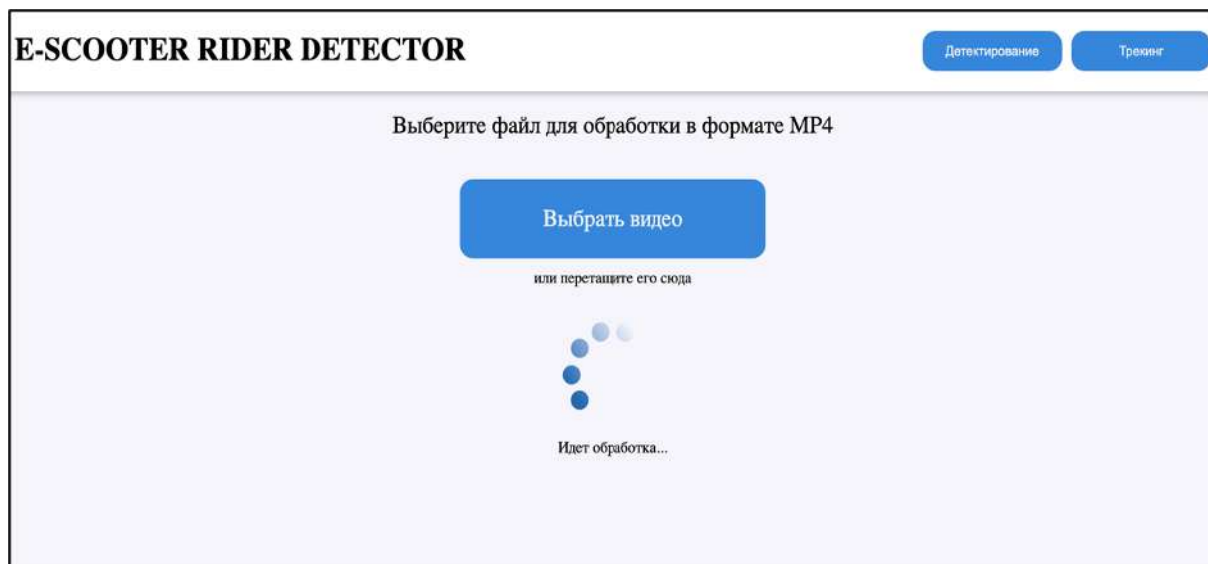 E-SCOOTER RIDER DETECTOR
Детектирование
Трекинг
Выберите файл для обработки в формате MP4
Выбрать видео
или перетащите его сюда
Идет обработка...